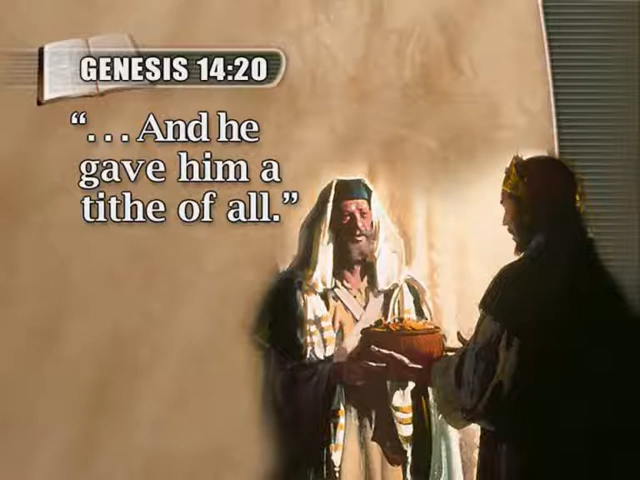 GENESIS 14:20
“. . . And he
gave him a
tithe of all.”